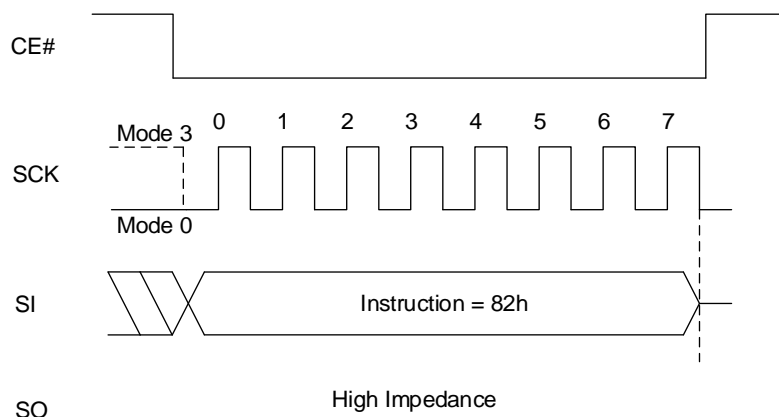 CE#
Mode 3
0 1 2 3 4 5 6 7
SCK
Mode 0
SI
Instruction = 82h
SO
High Impedance